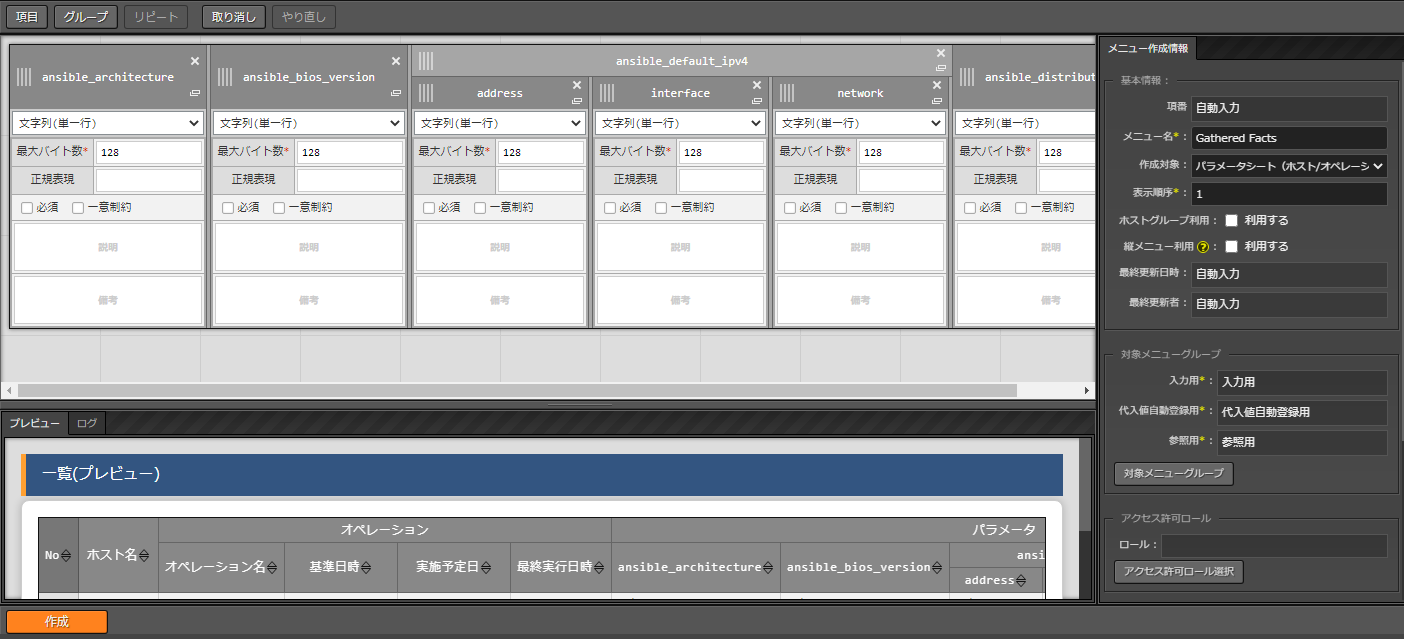 項目 グループ リピート 取り消し やり直し
ansible_architecture ansible_bios_version ansible_default_ipv4 ansible_distribut
address interface network
文字列(単一行) 文字列(単一行) 文字列(単一行) 文字列(単一行) 文字列(単一行) 文字列(単一行)
最大バイト数* 128 最大バイト数* 128 最大バイト数* 128 最大バイト数* 128 最大バイト数* 128 最大バイト数* 128
正規表現 正規表現 正規表現 正規表現 正規表現 正規表現
必須 一意制約 必須 一意制約 必須 一意制約 必須 一意制約 必須 一意制約 必須 一意制約
説明 説明 説明 説明 説明 説明
備考 備考 備考 備考 備考 備考
プレビュー ログ
一覧(プレビュー)
オペレーション パラメータ
No ホスト名 オペレーション名 基準日時 実施予定日 最終実行日時 ansible_architecture ansible_bios_version ansi
address
作成
メニュー作成情報
基本情報：
項番 自動入力
メニュー名*： Gathered Facts
作成対象： パラメータシート（ホスト/オペレーシ
表示順序*： 1
ホストグループ利用： 利用する
縦メニュー利用?： 利用する
最終更新日時： 自動入力
最終更新者： 自動入力
対象メニューグループ
入力用*： 入力用
代入値自動登録用*： 代入値自動登録用
参照用*： 参照用
対象メニューグループ
アクセス許可ロール
ロール：
アクセス許可ロール選択